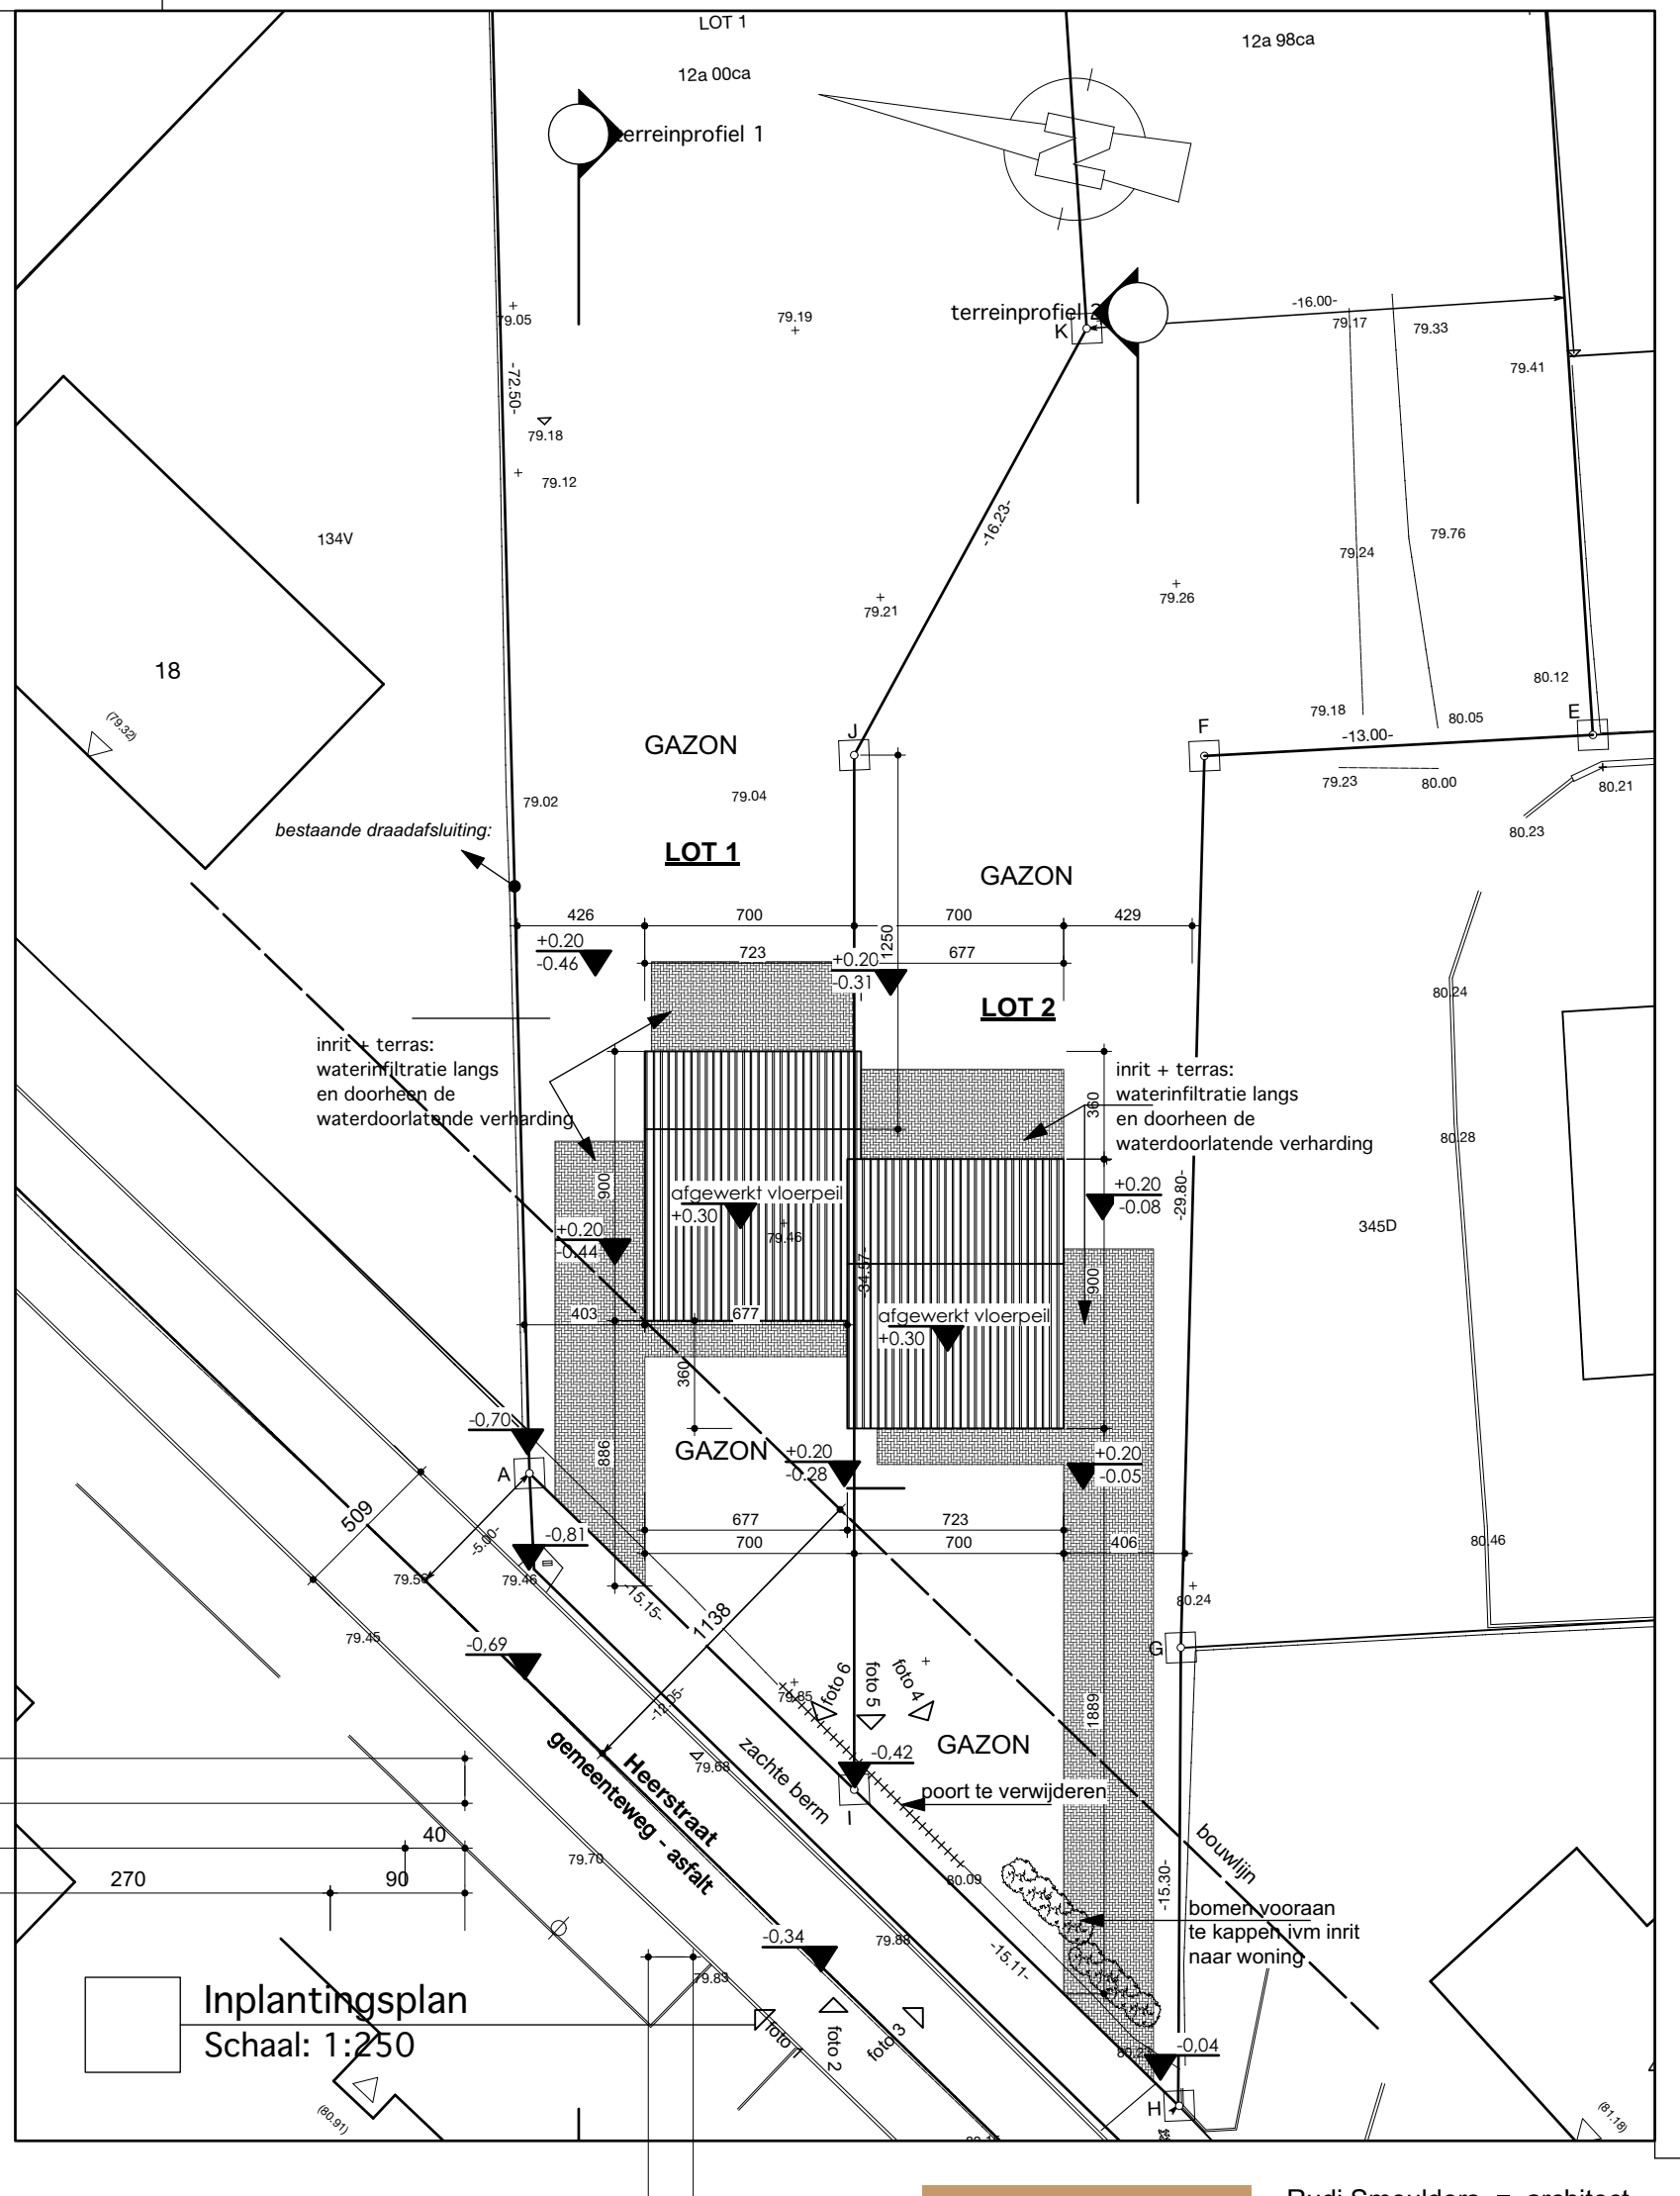 LOT 1
12a 98ca
12a 00ca
terreinprofiel 1
terreinprofiel 2
K
-16.00-
79.05
79.19
79.17
79.33
79.41
-72.50-
79.18
79.12
-16.23-
134V
79.24
79.76
79.21
79.26
18
(79.32)
80.12
79.18
80.05
E
F
-13.00-
J
GAZON
79.02
79.04
79.23
80.00
80.21
80.23
bestaande draadafsluiting:
LOT 1
GAZON
426
700
700
429
1250
+0.20
-0.46
723
+0.20
-0.31
677
LOT 2
80.24
inrit + terras:
waterinfiltratie langs
en doorheen de
waterdoorlatende verharding
inrit + terras:
waterinfiltratie langs
en doorheen de
waterdoorlatende verharding
360
80.28
900
afgewerkt vloerpeil
+0.30
79.46
+0.20
-0.08
-29.80-
345D
+0.20
-0.44
-34.57-
900
403
677
afgewerkt vloerpeil
+0.30
360
-0,70
886
GAZON
+0.20
-0.28
+0.20
-0.05
A
509
677
723
700
700
406
-0,81
-5.00-
79.46
80.46
-15.15-
80.24
1138
79.45
-0,69
G
foto 6
foto 5
foto 4
79.85
-12.05-
1889
GAZON
-0,42
zachte berm
79.68
Heerstraat
gemeenteweg - asfalt
poort te verwijderen
I
bouwlijn
40
270
90
79.70
80.09
-15.30-
bomen vooraan
te kappen ivm inrit
naar woning
-0,34
79.88
-15.11-
79.83
Inplantingsplan
Schaal: 1:250
foto 1
foto 2
foto 3
-0,04
H
(80.91)
(81.18)